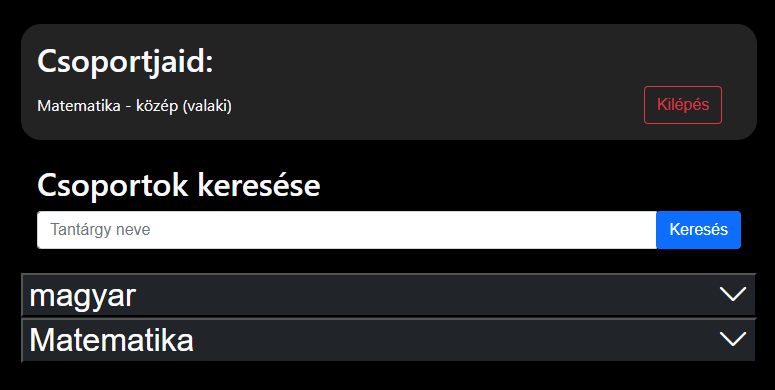 Csoportjaid:
Matematika - közép (valaki)
Kilépés
Csoportok keresése
Tantárgy neve
Keresés
magyar
Matematika